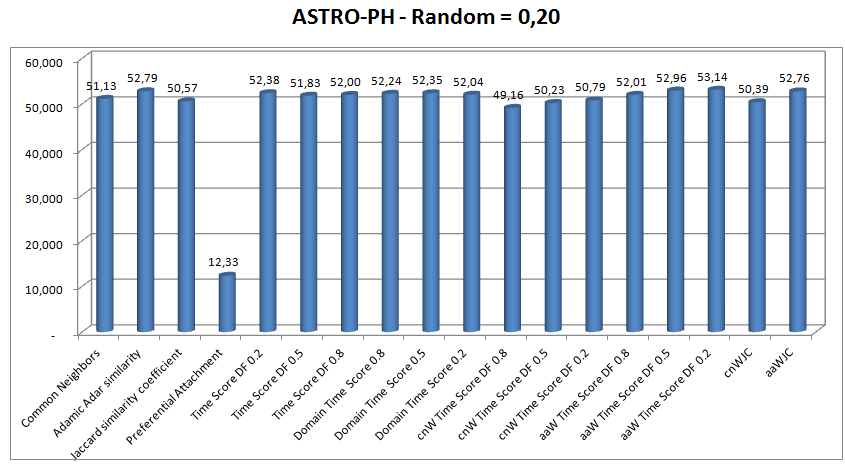 ASTRO-PH - Random = 0,20
60,000
50,000
40,000
30,000
20,000
10,000
-
51,13
52,79
50,57
12,33
52,38
51,83
52,00
52,24
52,35
52,04
49,16
50,23
50,79
52,01
52,96
53,14
50,39
52,76
Common Neighbors
Adamic Adar similarity
Jaccard similarity coefficient
Preferential Attachment
Time Score DF 0.2
Time Score DF 0.5
Time Score DF 0.8
Domain Time Score 0.8
Domain Time Score 0.5
Domain Time Score 0.2
cnW Time Score DF 0.8
cnW Time Score DF 0.5
cnW Time Score DF 0.2
aaW Time Score DF 0.8
aaW Time Score DF 0.5
aaW Time Score DF 0.2
cnWJC
aaWJC